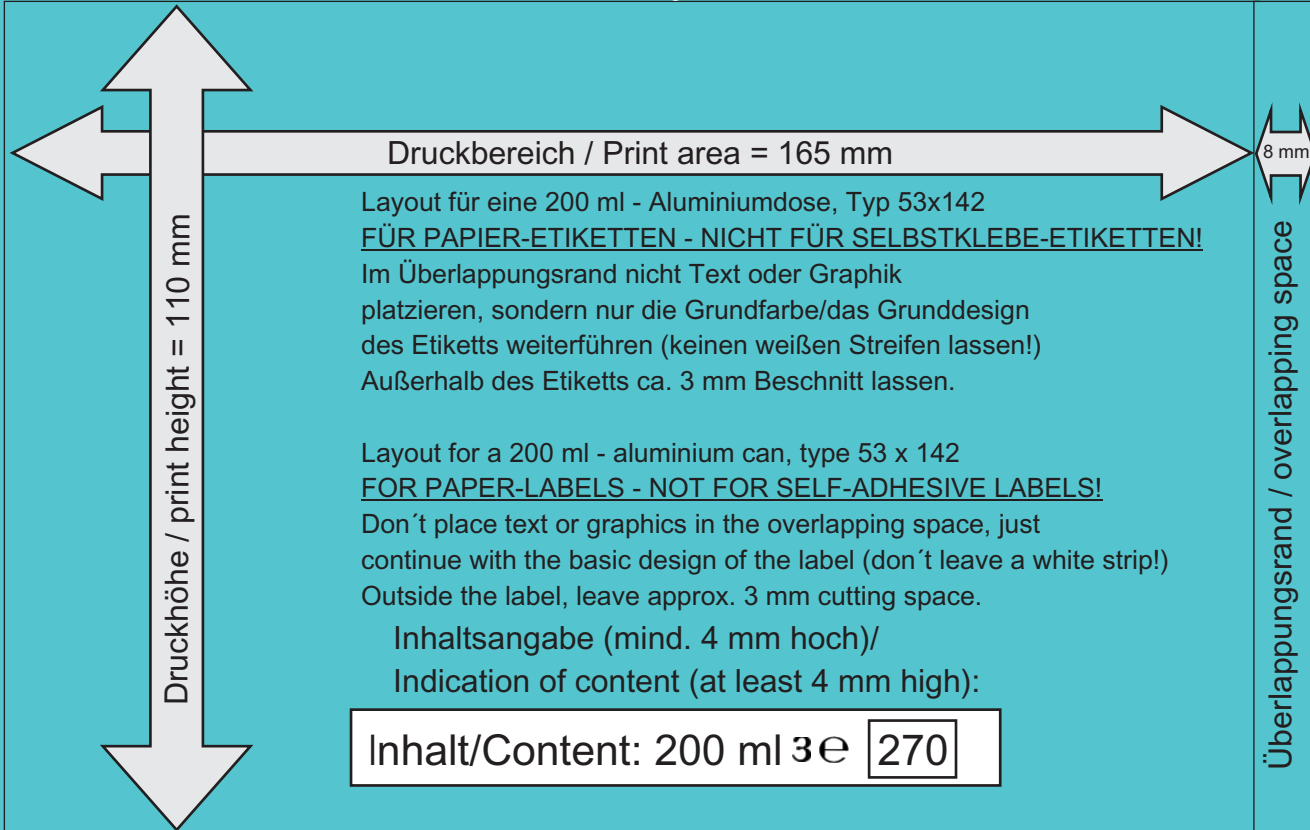 Druckbereich / Print area = 165 mm
8 mm
Druckhöhe / print height = 110 mm
Layout für eine 200 ml - Aluminiumdose, Typ 53x142
FÜR PAPIER-ETIKETTEN - NICHT FÜR SELBSTKLEBE-ETIKETTEN!
Im Überlappungsrand nicht Text oder Graphik
platzieren, sondern nur die Grundfarbe/das Grunddesign
des Etiketts weiterführen (keinen weißen Streifen lassen!)
Außerhalb des Etiketts ca. 3 mm Beschnitt lassen.
Layout for a 200 ml - aluminium can, type 53 x 142
FOR PAPER-LABELS - NOT FOR SELF-ADHESIVE LABELS!
Don´t place text or graphics in the overlapping space, just
continue with the basic design of the label (don´t leave a white strip!)
Outside the label, leave approx. 3 mm cutting space.
Inhaltsangabe (mind. 4 mm hoch)/
Indication of content (at least 4 mm high):
Inhalt/Content: 200 ml 3℮ 270
Überlappungsrand / overlapping space